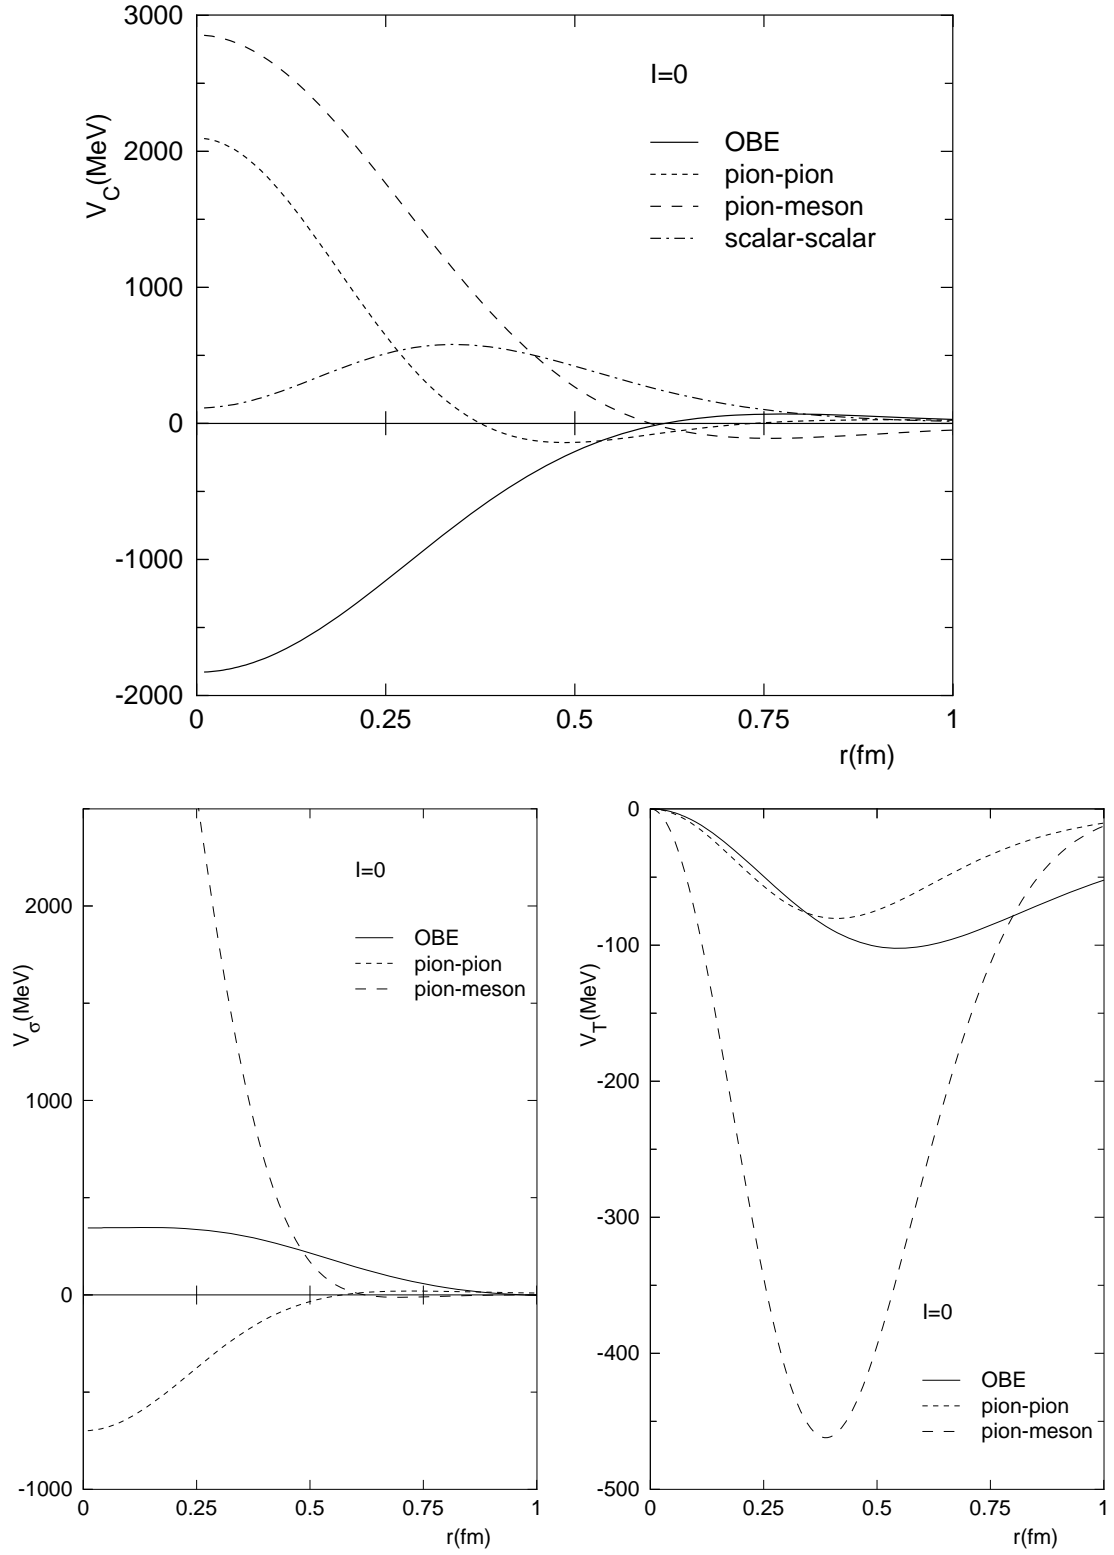 3000
2000
1000
0
-1000
-2000
V_C(MeV)
I=0
OBE
pion-pion
pion-meson
scalar-scalar
0 0.25 0.5 0.75 1
r(fm)
2000
1000
0
-1000
V_σ(MeV)
I=0
OBE
pion-pion
pion-meson
0 0.25 0.5 0.75 1
r(fm)
0
-100
-200
-300
-400
-500
V_T(MeV)
I=0
OBE
pion-pion
pion-meson
0 0.25 0.5 0.75 1
r(fm)